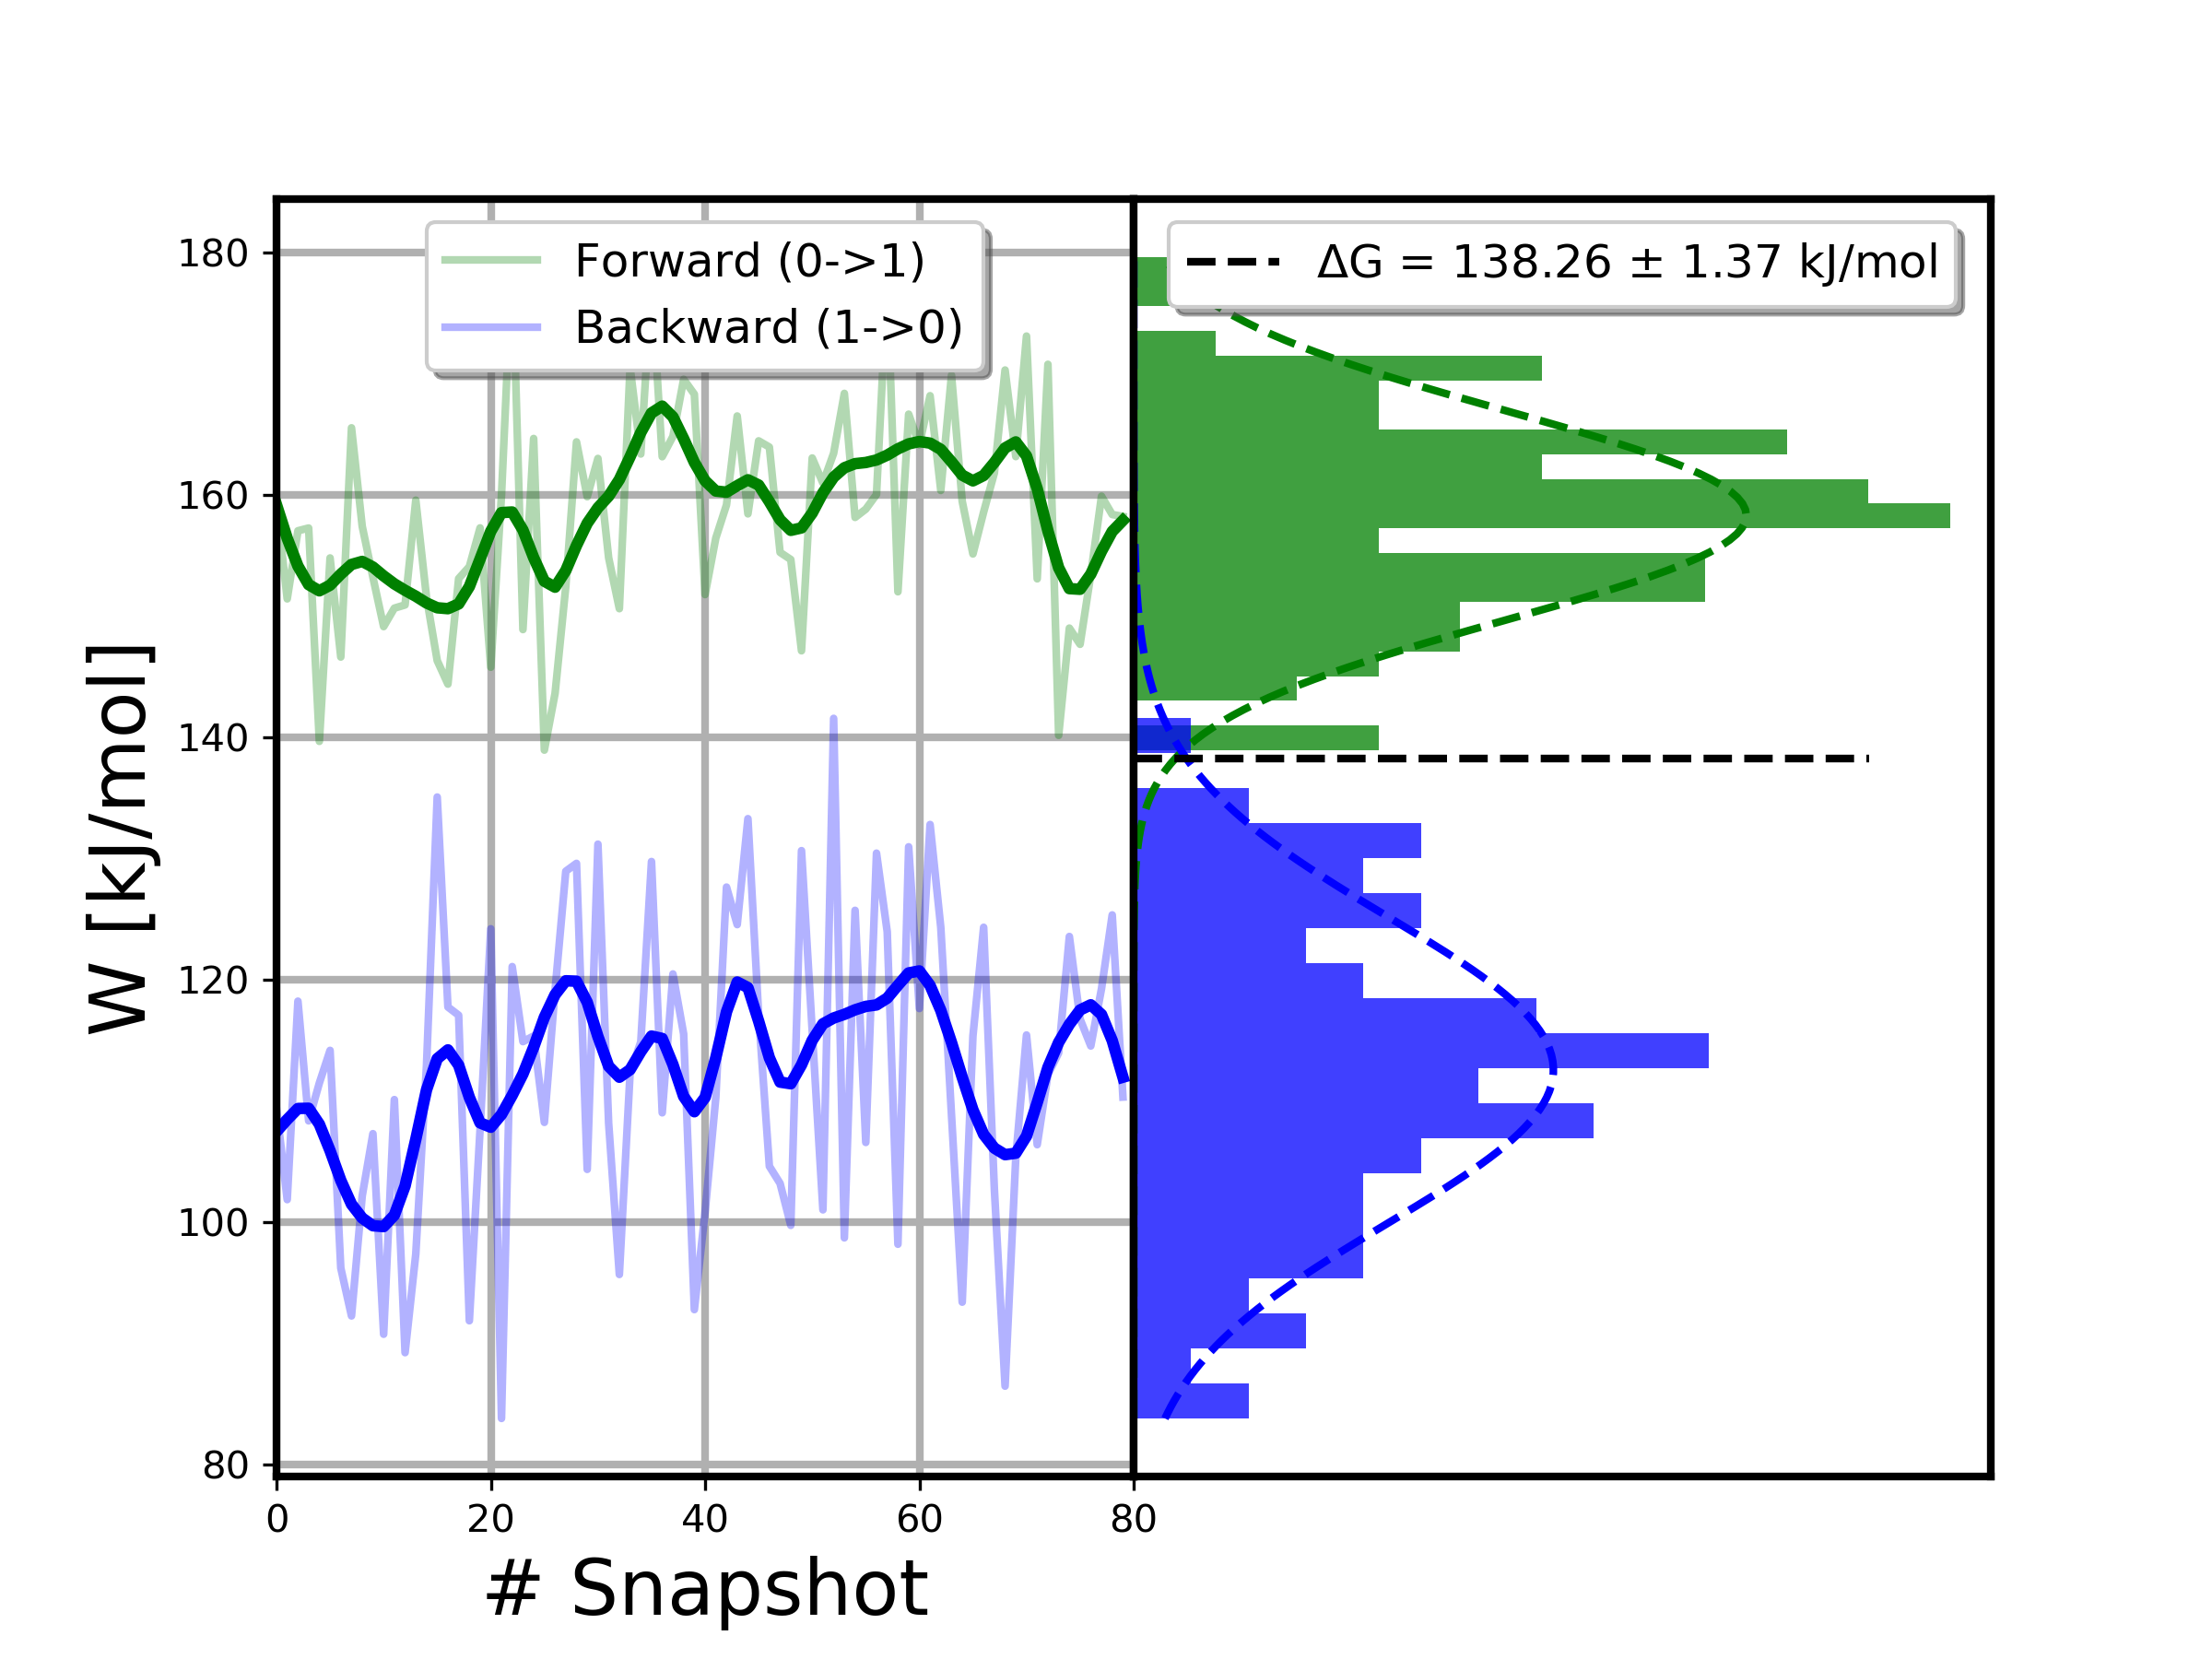 Forward (0->1)
Backward (1->0)
ΔG = 138.26 ± 1.37 kJ/mol
180
160
140
120
100
80
W [kJ/mol]
0 20 40 60 80
# Snapshot